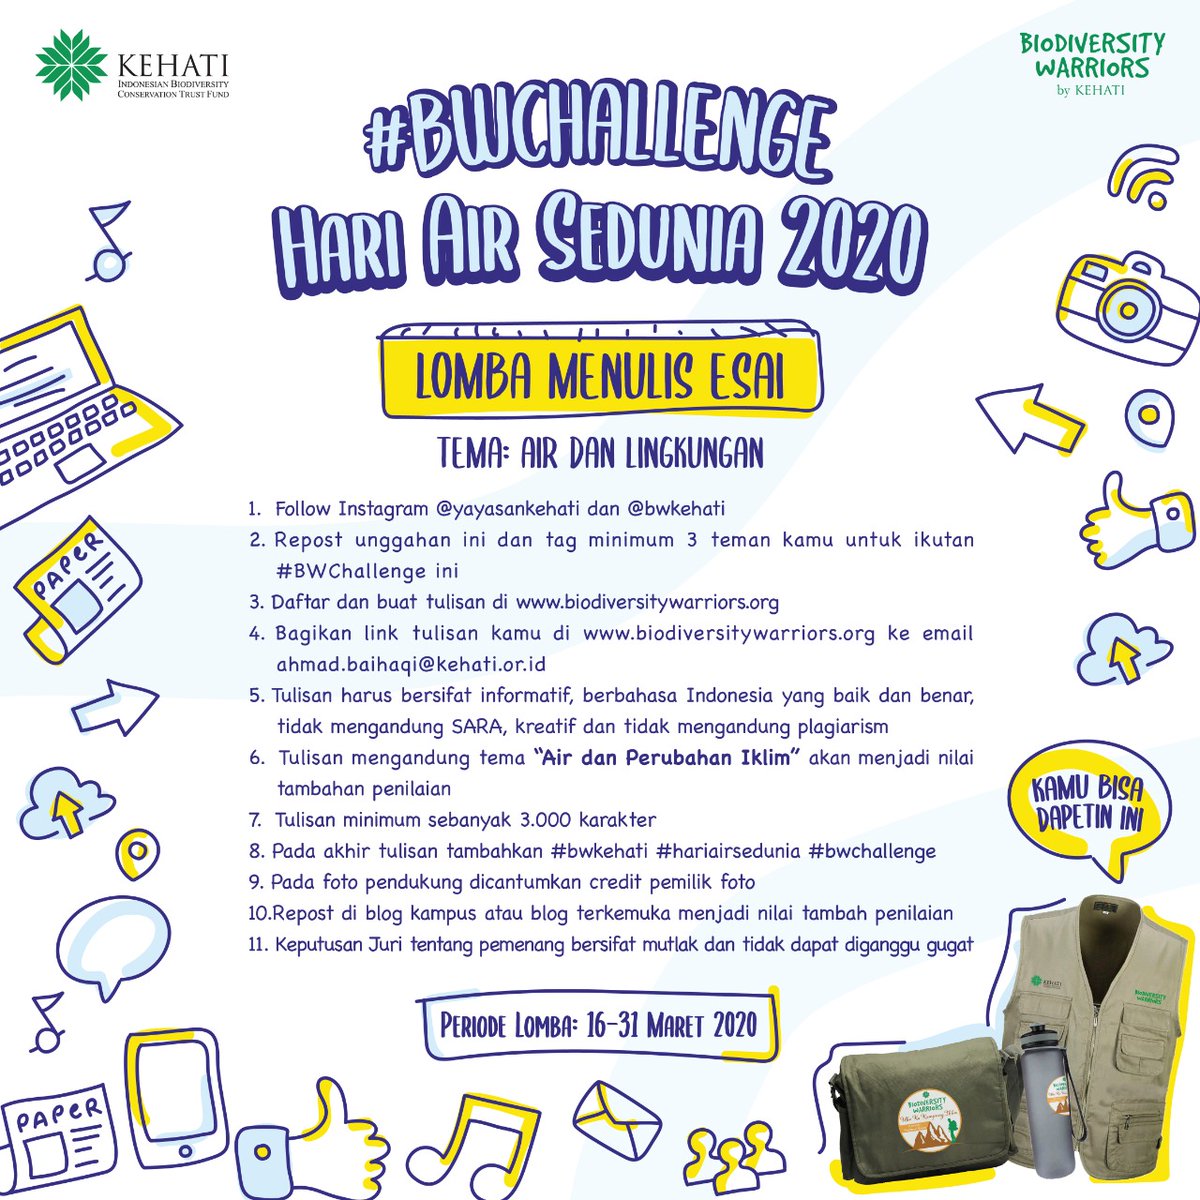 KEHATI
INDONESIAN BIODIVERSITY
CONSERVATION TRUST FUND
BIODIVERSITY
WARRIORS
by KEHATI
#BWCHALLENGE
HARI AIR SEDUNIA 2020
LOMBA MENULIS ESAI
TEMA: AIR DAN LINGKUNGAN
1. Follow Instagram @yayasankehati dan @bwkehati
2. Repost unggahan ini dan tag minimum 3 teman kamu untuk ikutan
#BWChallenge ini
3. Daftar dan buat tulisan di www.biodiversitywarriors.org
4. Bagikan link tulisan kamu di www.biodiversitywarriors.org ke email
ahmad.baihaqi@kehati.or.id
5. Tulisan harus bersifat informatif, berbahasa Indonesia yang baik dan benar,
tidak mengandung SARA, kreatif dan tidak mengandung plagiarism
6. Tulisan mengandung tema “Air dan Perubahan Iklim” akan menjadi nilai
tambahan penilaian
7. Tulisan minimum sebanyak 3.000 karakter
8. Pada akhir tulisan tambahkan #bwkehati #hariairsedunia #bwchallenge
9. Pada foto pendukung dicantumkan credit pemilik foto
10.Repost di blog kampus atau blog terkemuka menjadi nilai tambah penilaian
11. Keputusan Juri tentang pemenang bersifat mutlak dan tidak dapat diganggu gugat
PERIODE LOMBA: 16-31 MARET 2020
PAPER
PAPER
KAMU BISA
DAPETIN INI
KEHATI
BIODIVERSITY
WARRIORS
BIODIVERSITY
WARRIORS
BIODIVERSITY
WARRIORS